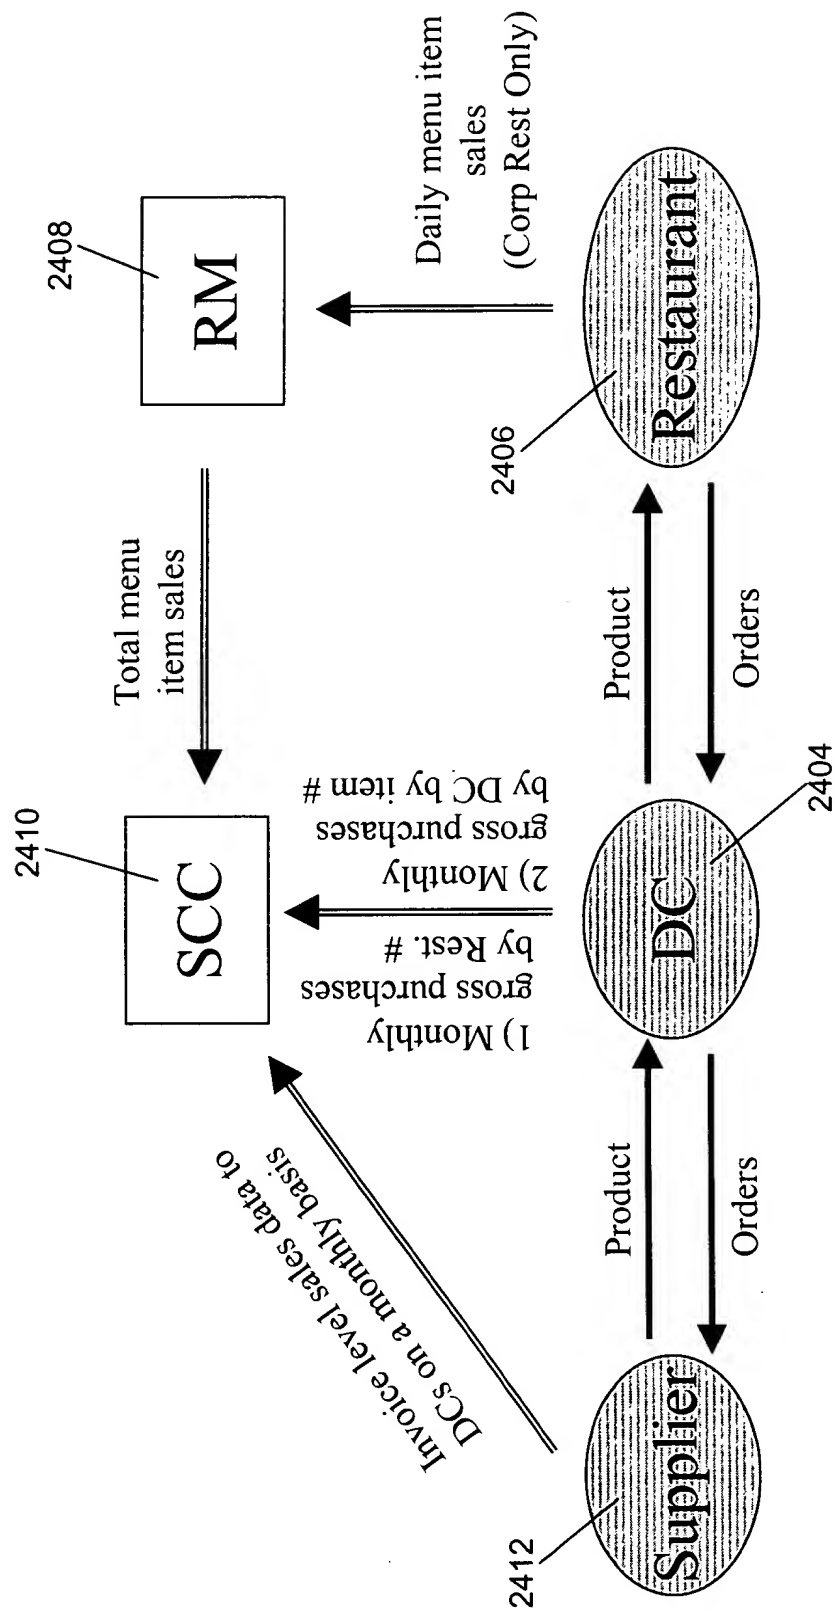 2410
SCC
Total menu
item sales
2408
RM
Invoice level sales data to
DCs on a monthly basis
1) Monthly
gross purchases
by Rest. #
2) Monthly
gross purchases
by DC by item #
Daily menu item
sales
(Corp Rest Only)
2412
Supplier
Product
Orders
DC
2404
Product
Orders
2406
Restaurant